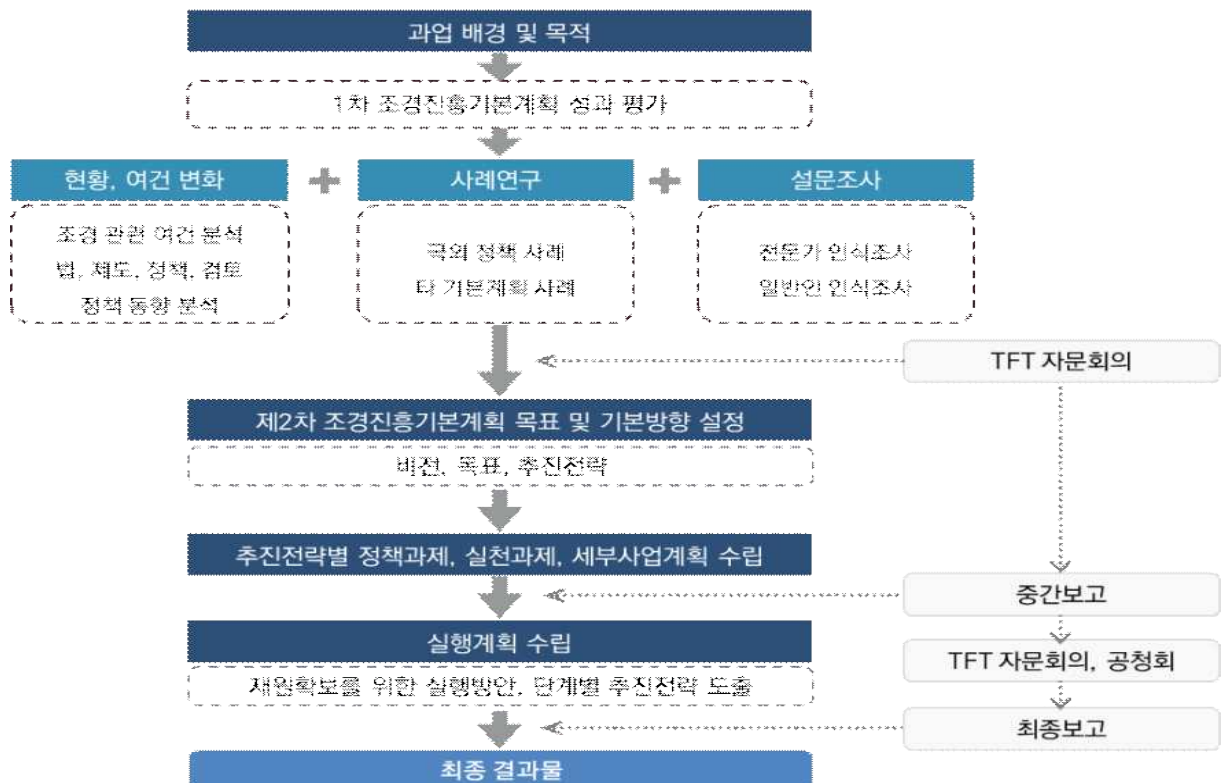 과업 배경 및 목적
1차 조경진흥기본계획 성과 평가
현황, 여건 변화
사례연구
설문조사
조경 관련 여건 분석
법, 제도, 정책, 검토
정책 동향 분석
국외 정책 사례
타 기본계획 사례
전문가 인식조사
일반인 인식조사
TFT 자문회의
제2차 조경진흥기본계획 목표 및 기본방향 설정
비전, 목표, 추진전략
추진전략별 정책과제, 실천과제, 세부사업계획 수립
중간보고
실행계획 수립
TFT 자문회의, 공청회
재원확보를 위한 실행방안, 단계별 추진전략 도출
최종보고
최종 결과물